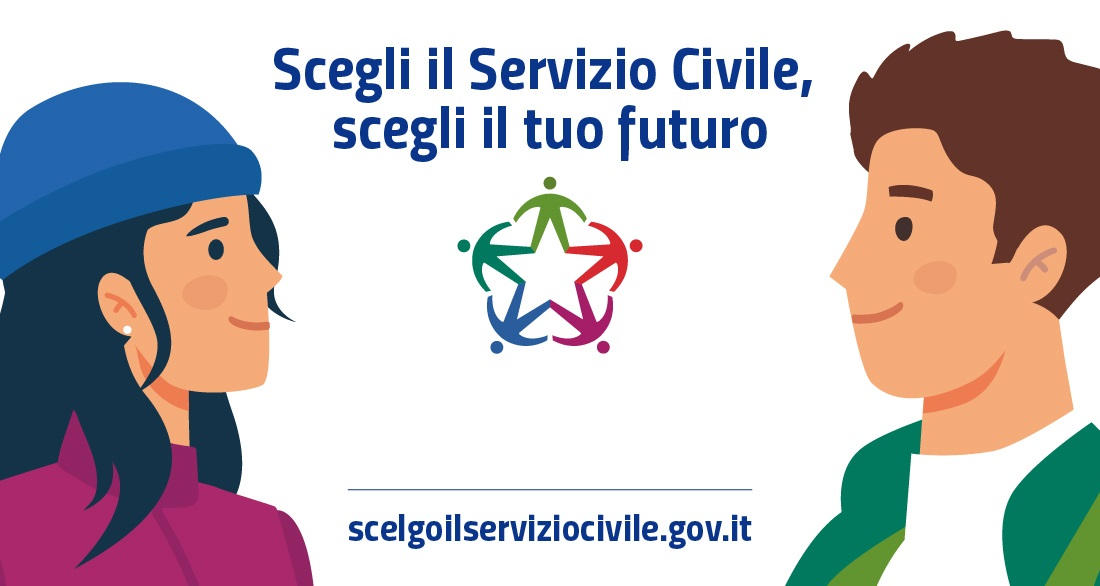 Scegli il Servizio Civile,
scegli il tuo futuro
scelgoilserviziocivile.gov.it